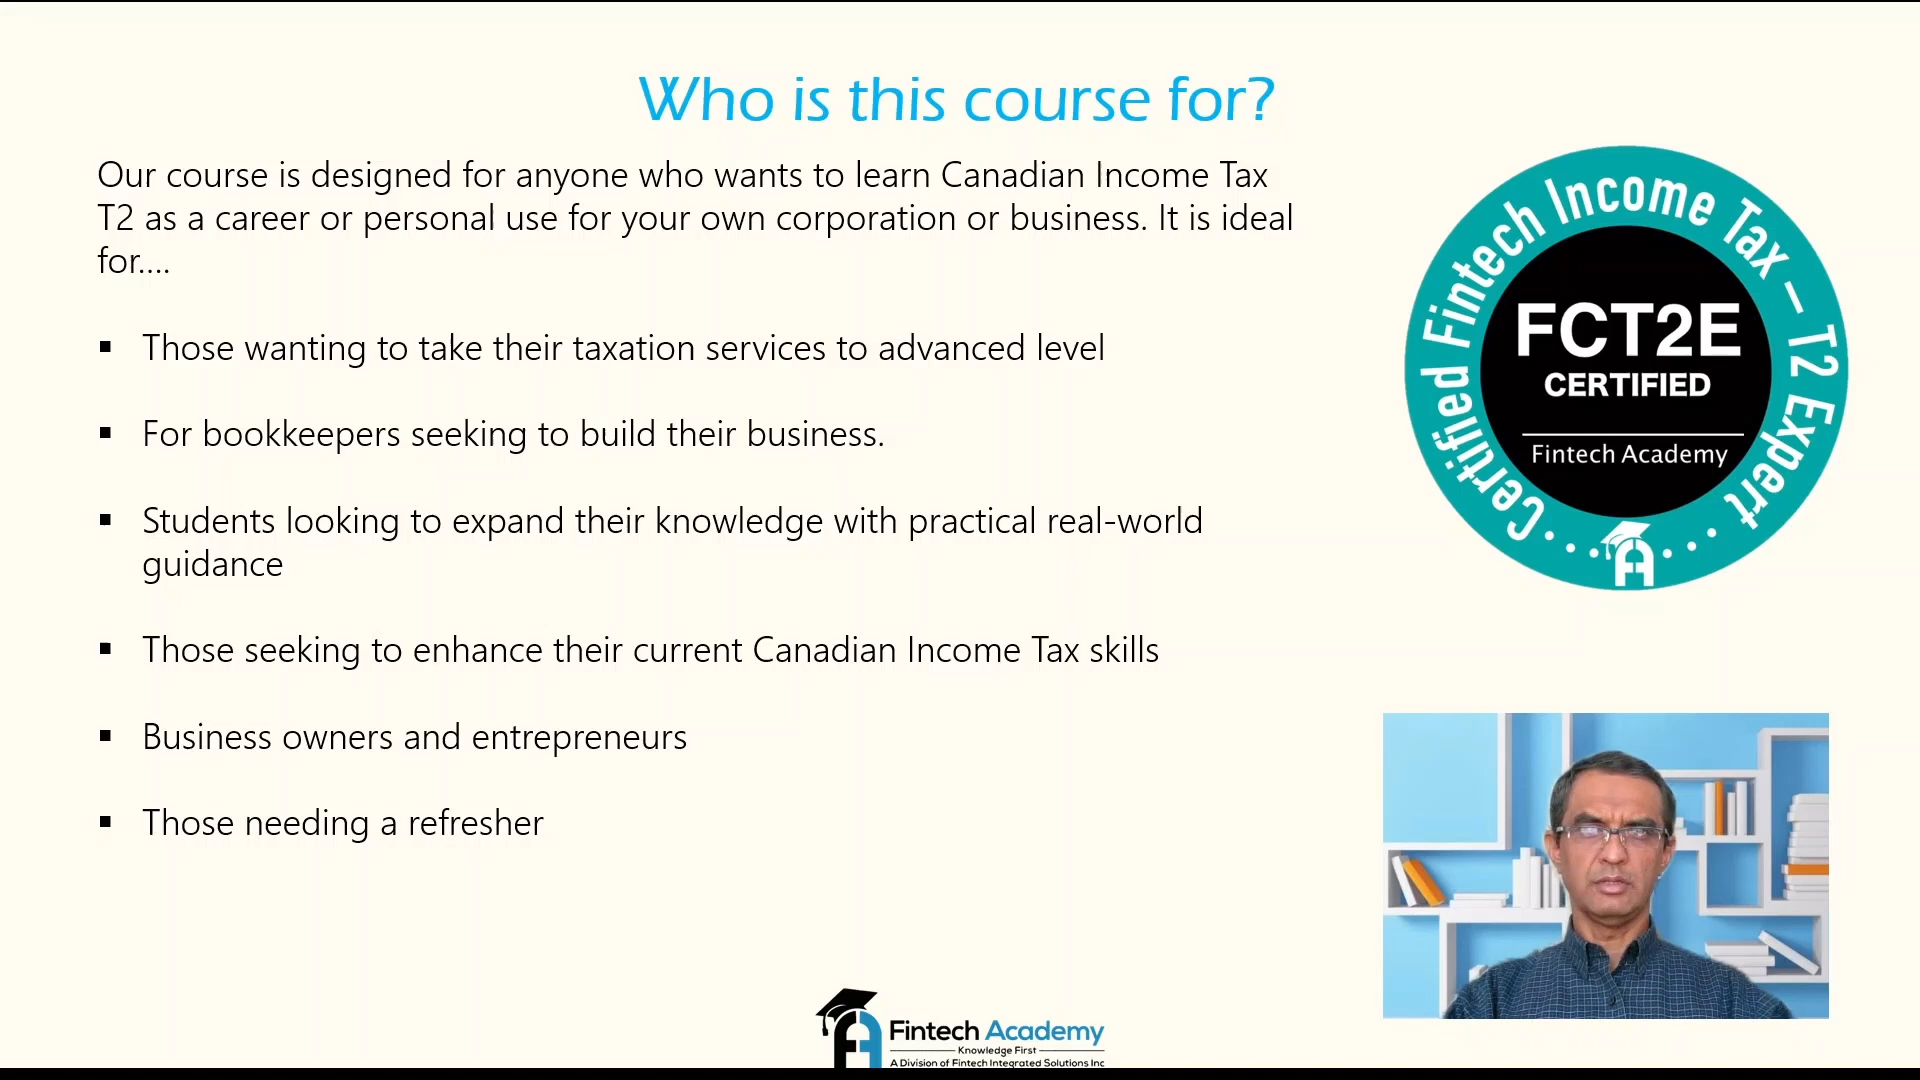 Who is this course for?
Our course is designed for anyone who wants to learn Canadian Income Tax
T2 as a career or personal use for your own corporation or business. It is ideal
for....
▪ Those wanting to take their taxation services to advanced level
▪ For bookkeepers seeking to build their business.
▪ Students looking to expand their knowledge with practical real-world
guidance
▪ Those seeking to enhance their current Canadian Income Tax skills
▪ Business owners and entrepreneurs
▪ Those needing a refresher
Certified Fintech Income Tax – T2 Expert
FCT2E
CERTIFIED
Fintech Academy
Fintech Academy
Knowledge First
A Division of Fintech Integrated Solutions Inc